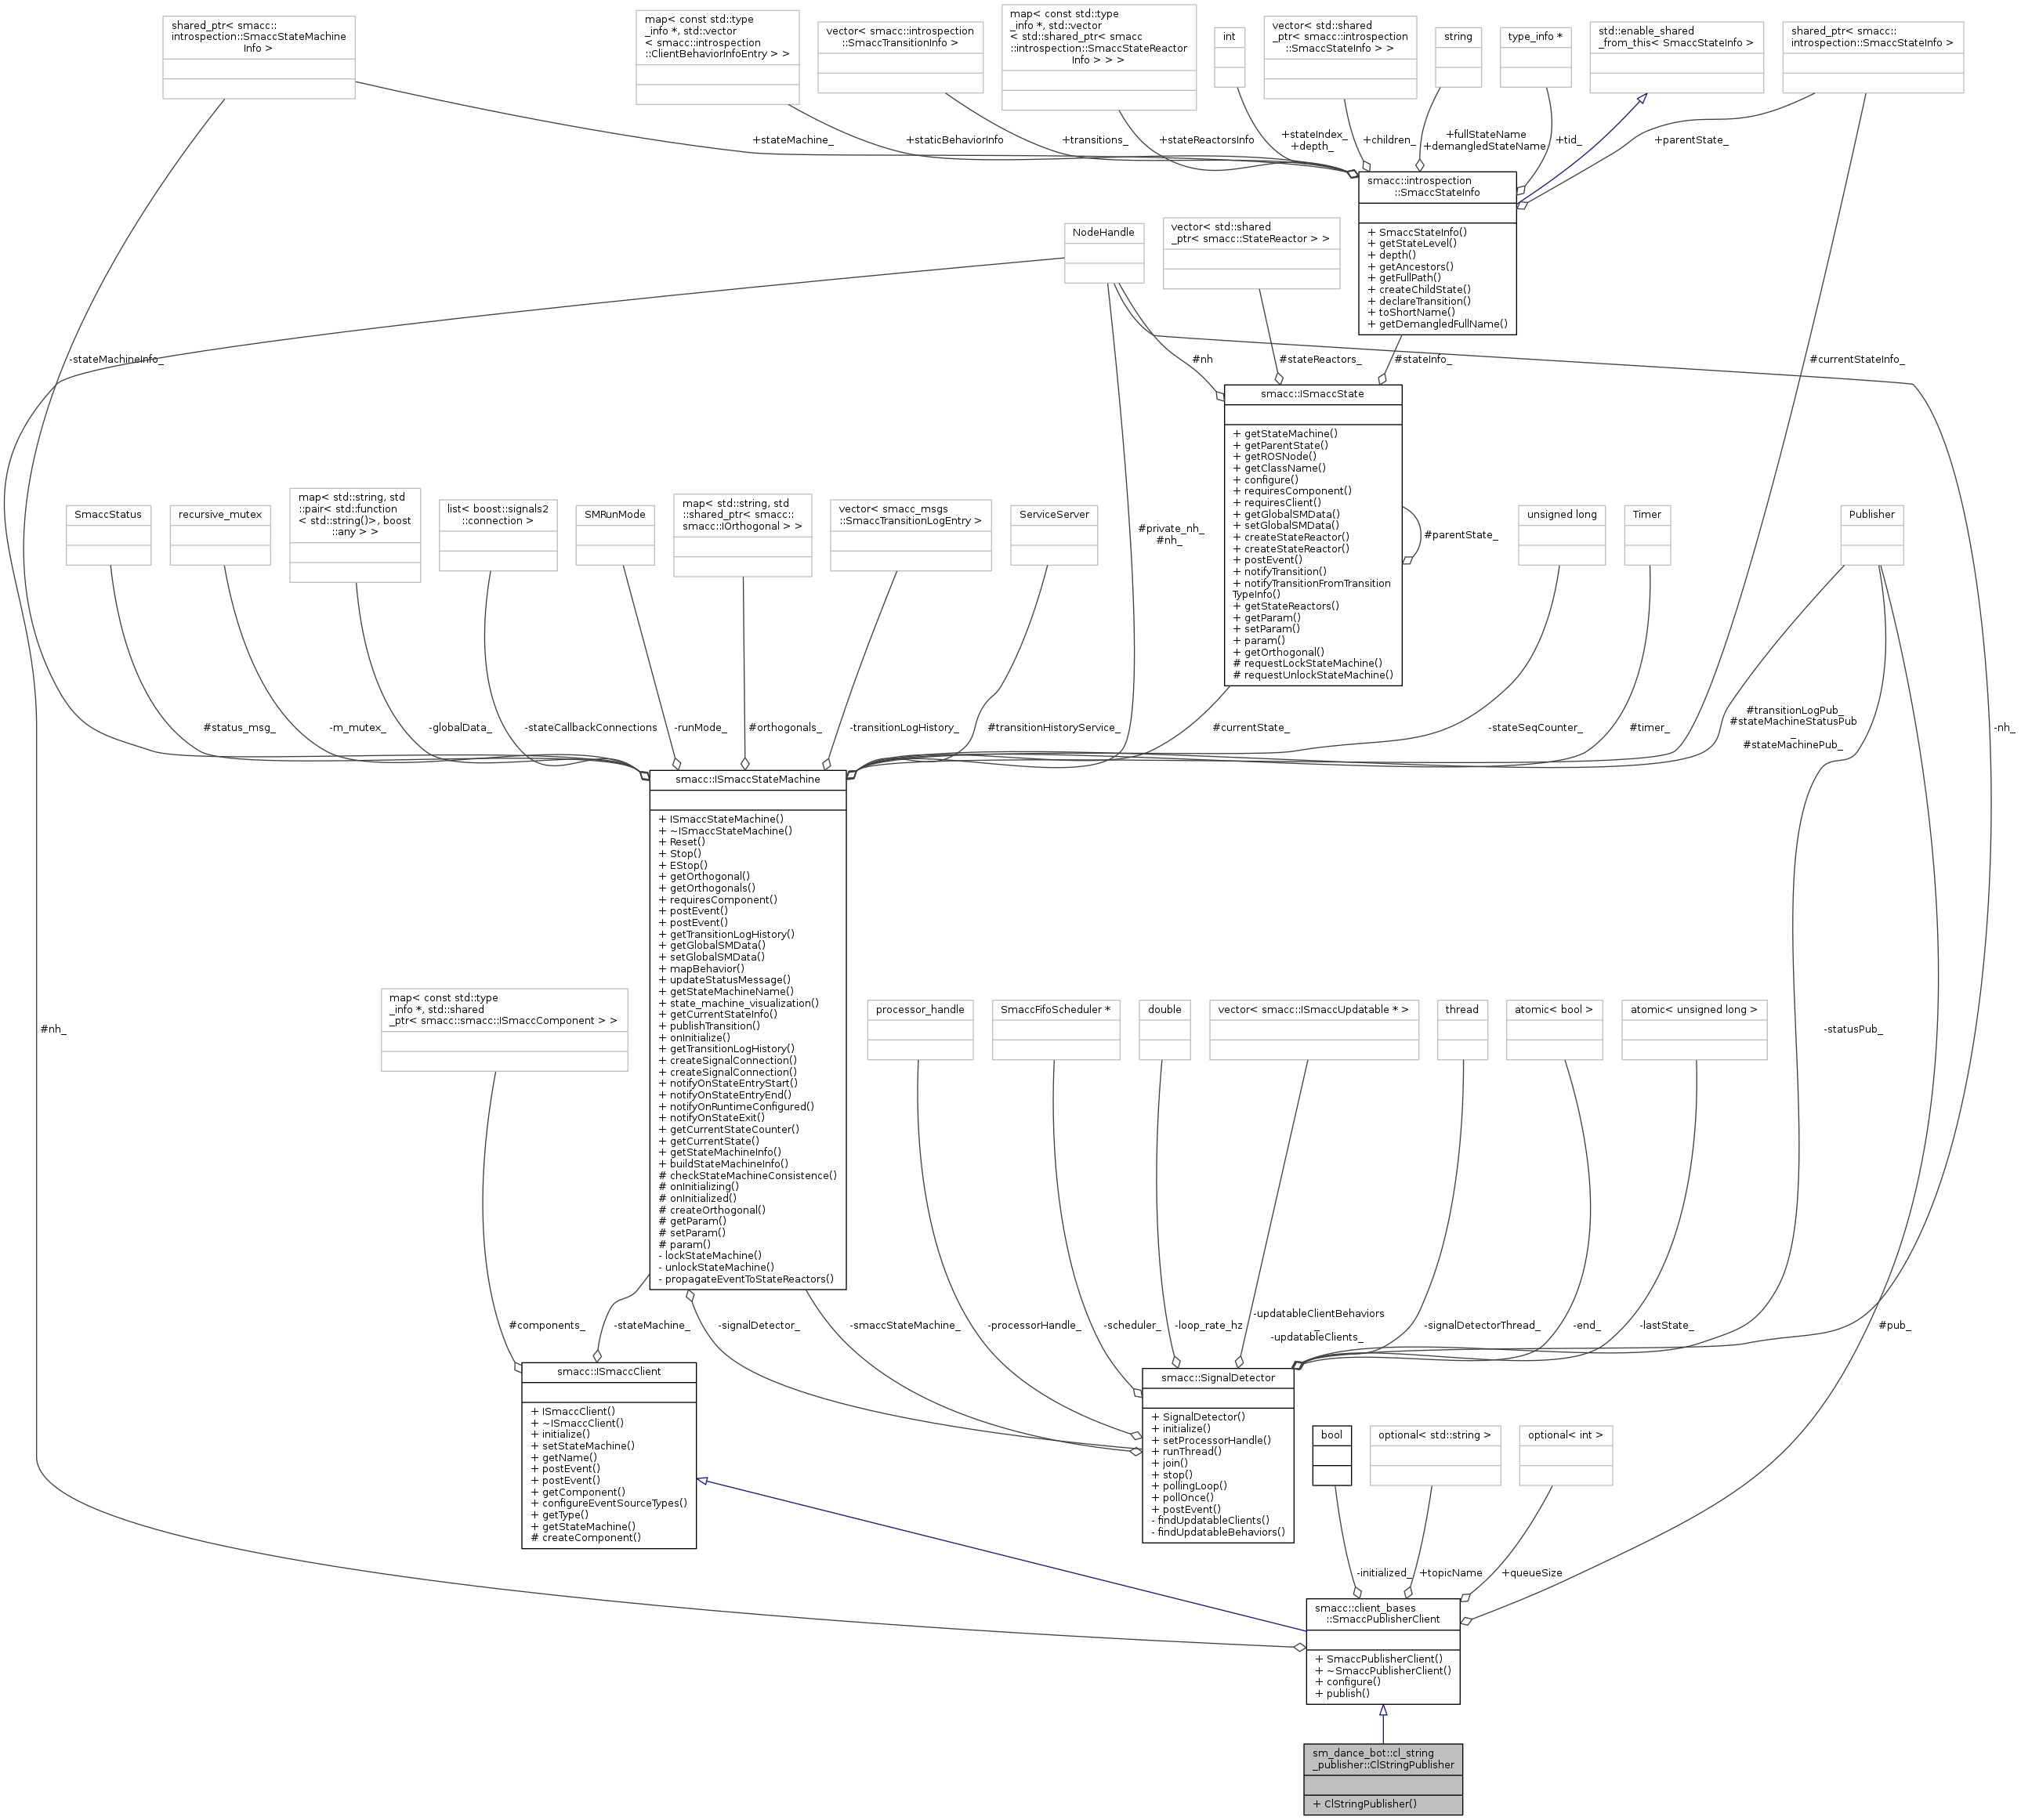 shared_ptr< smacc::
introspection::SmaccStateMachine
Info >
map< const std::type
_info *, std::vector
< smacc::introspection
::ClientBehaviorInfoEntry > >
vector< smacc::introspection
::SmaccTransitionInfo >
map< const std::type
_info *, std::vector
< std::shared_ptr< smacc
::introspection::SmaccStateReactor
Info > > >
int
vector< std::shared
_ptr< smacc::introspection
::SmaccStateInfo > >
string
type_info *
std::enable_shared
_from_this< SmaccStateInfo >
shared_ptr< smacc::
introspection::SmaccStateInfo >
+stateMachine_
+staticBehaviorInfo
+transitions_
+stateReactorsInfo
+stateIndex_
+depth_
+children_
+fullStateName
+demangledStateName
+tid_
+parentState_
smacc::introspection
::SmaccStateInfo
+ SmaccStateInfo()
+ getStateLevel()
+ depth()
+ getAncestors()
+ getFullPath()
+ createChildState()
+ declareTransition()
+ toShortName()
+ getDemangledFullName()
NodeHandle
vector< std::shared
_ptr< smacc::StateReactor > >
-stateMachineInfo_
#nh
#stateReactors_
#stateInfo_
#currentStateInfo_
smacc::ISmaccState
+ getStateMachine()
+ getParentState()
+ getROSNode()
+ getClassName()
+ configure()
+ requiresComponent()
+ requiresClient()
+ getGlobalSMData()
+ setGlobalSMData()
+ createStateReactor()
+ createStateReactor()
+ postEvent()
+ notifyTransition()
+ notifyTransitionFromTransition
TypeInfo()
+ getStateReactors()
+ getParam()
+ setParam()
+ param()
+ getOrthogonal()
# requestLockStateMachine()
# requestUnlockStateMachine()
#parentState_
#private_nh_
#nh_
SmaccStatus
recursive_mutex
map< std::string, std
::pair< std::function
< std::string()>, boost
::any > >
list< boost::signals2
::connection >
SMRunMode
map< std::string, std
::shared_ptr< smacc::
smacc::IOrthogonal > >
vector< smacc_msgs
::SmaccTransitionLogEntry >
ServiceServer
unsigned long
Timer
Publisher
#status_msg_
-m_mutex_
-globalData_
-stateCallbackConnections
-runMode_
#orthogonals_
-transitionLogHistory_
#transitionHistoryService_
#currentState_
-stateSeqCounter_
#timer_
#transitionLogPub_
#stateMachineStatusPub
_
#stateMachinePub_
-nh_
smacc::ISmaccStateMachine
+ ISmaccStateMachine()
+ ~ISmaccStateMachine()
+ Reset()
+ Stop()
+ EStop()
+ getOrthogonal()
+ getOrthogonals()
+ requiresComponent()
+ postEvent()
+ postEvent()
+ getTransitionLogHistory()
+ getGlobalSMData()
+ setGlobalSMData()
+ mapBehavior()
+ updateStatusMessage()
+ getStateMachineName()
+ state_machine_visualization()
+ getCurrentStateInfo()
+ publishTransition()
+ onInitialize()
+ getTransitionLogHistory()
+ createSignalConnection()
+ createSignalConnection()
+ notifyOnStateEntryStart()
+ notifyOnStateEntryEnd()
+ notifyOnRuntimeConfigured()
+ notifyOnStateExit()
+ getCurrentStateCounter()
+ getCurrentState()
+ getStateMachineInfo()
+ buildStateMachineInfo()
# checkStateMachineConsistence()
# onInitializing()
# onInitialized()
# createOrthogonal()
# getParam()
# setParam()
# param()
- lockStateMachine()
- unlockStateMachine()
- propagateEventToStateReactors()
#nh_
map< const std::type
_info *, std::shared
_ptr< smacc::smacc::ISmaccComponent > >
processor_handle
SmaccFifoScheduler *
double
vector< smacc::ISmaccUpdatable * >
thread
atomic< bool >
atomic< unsigned long >
-statusPub_
#components_
-stateMachine_
-signalDetector_
-smaccStateMachine_
-processorHandle_
-scheduler_
-loop_rate_hz
-updatableClientBehaviors
_
-updatableClients_
-signalDetectorThread_
-end_
-lastState_
#pub_
smacc::ISmaccClient
+ ISmaccClient()
+ ~ISmaccClient()
+ initialize()
+ setStateMachine()
+ getName()
+ postEvent()
+ postEvent()
+ getComponent()
+ configureEventSourceTypes()
+ getType()
+ getStateMachine()
# createComponent()
smacc::SignalDetector
+ SignalDetector()
+ initialize()
+ setProcessorHandle()
+ runThread()
+ join()
+ stop()
+ pollingLoop()
+ pollOnce()
+ postEvent()
- findUpdatableClients()
- findUpdatableBehaviors()
bool
optional< std::string >
optional< int >
-initialized_
+topicName
+queueSize
smacc::client_bases
::SmaccPublisherClient
+ SmaccPublisherClient()
+ ~SmaccPublisherClient()
+ configure()
+ publish()
sm_dance_bot::cl_string
_publisher::ClStringPublisher
+ ClStringPublisher()